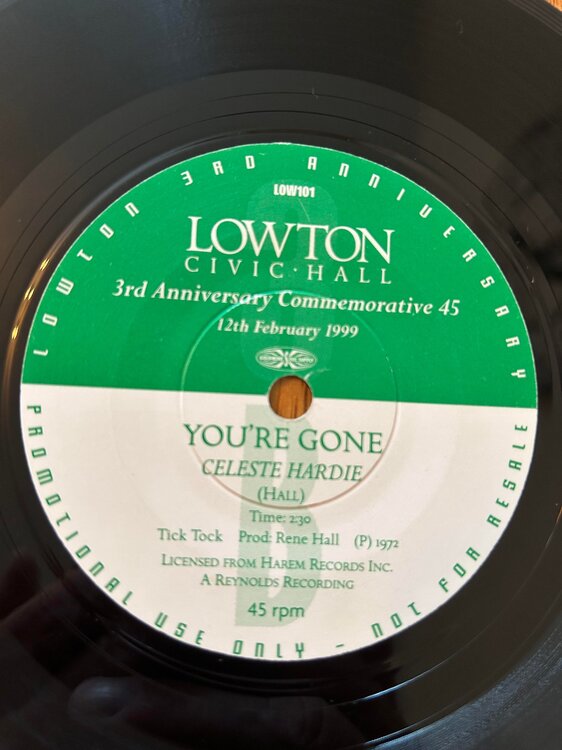 LOWTON 3RD ANNIVERSARY
LOW101
LOWTON
CIVIC·HALL
3rd Anniversary Commemorative 45
12th February 1999
YOU'RE GONE
CELESTE HARDIE
(HALL)
Time: 2:30
Tick Tock Prod: Rene Hall (P) 1972
LICENSED FROM HAREM RECORDS INC.
A REYNOLDS RECORDING
45 rpm
B
PROMOTIONAL USE ONLY - NOT FOR RESALE